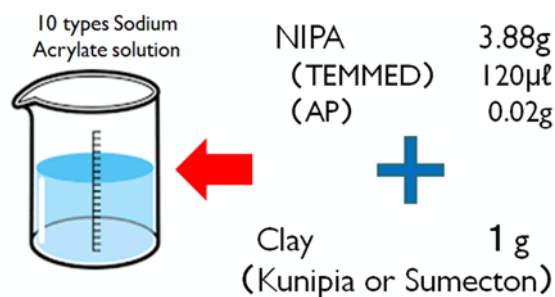 10 types Sodium
Acrylate solution
NIPA 3.88g
(TEMMED) 120µℓ
(AP) 0.02g
Clay 1 g
(Kunipia or Sumecton)